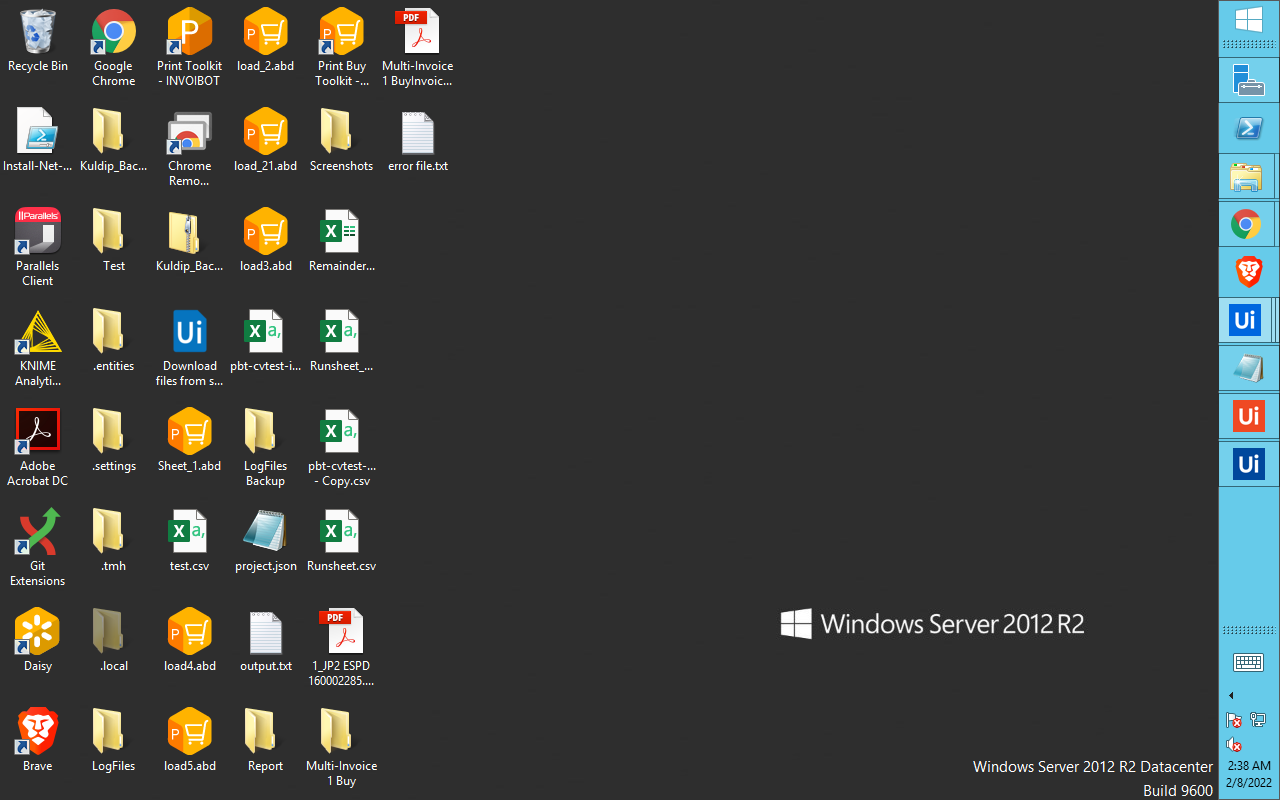 Recycle Bin
Google
Chrome
Print Toolkit
- INVOIBOT
load_2.abd
Print Buy
Toolkit -...
PDF
Multi-Invoice
1 BuyInvoic...
Install-Net-...
Kuldip_Bac...
Chrome
Remo...
load_21.abd
Screenshots
error file.txt
Parallels
Parallels
Client
Test
Kuldip_Bac...
load3.abd
Remainder...
KNIME
Analyti...
.entities
Ui
Download
files from s...
pbt-cvtest-i...
Runsheet_...
Adobe
Acrobat DC
.settings
Sheet_1.abd
LogFiles
Backup
pbt-cvtest-...
- Copy.csv
Git
Extensions
.tmh
test.csv
project.json
Runsheet.csv
Daisy
.local
load4.abd
output.txt
PDF
1_JP2 ESPD
160002285....
Brave
LogFiles
load5.abd
Report
Multi-Invoice
1 Buy
Windows Server 2012 R2
Windows Server 2012 R2 Datacenter
Build 9600
Ui
Ui
Ui
2:38 AM
2/8/2022